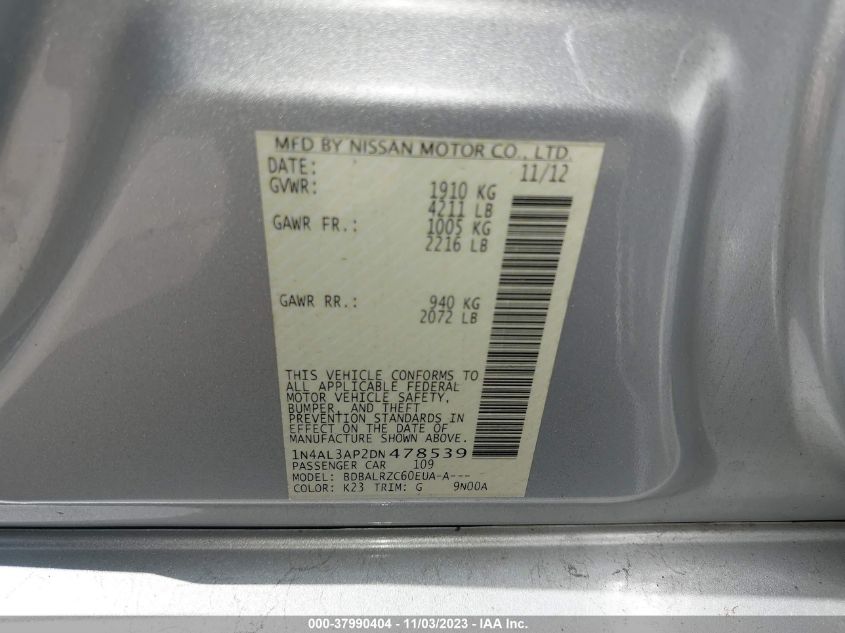 MFD BY NISSAN MOTOR CO., LTD.
DATE: 11/12
GVWR: 1910 KG
4211 LB
GAWR FR.: 1005 KG
2216 LB
GAWR RR.: 940 KG
2072 LB
THIS VEHICLE CONFORMS TO
ALL APPLICABLE FEDERAL
MOTOR VEHICLE SAFETY,
BUMPER, AND THEFT
PREVENTION STANDARDS IN
EFFECT ON THE DATE OF
MANUFACTURE SHOWN ABOVE.
1N4AL3AP2DN478539
PASSENGER CAR 109
MODEL: BDBALRZC60EUA-A---
COLOR: K23 TRIM: G 9N00A
000-37990404 - 11/03/2023 - IAA Inc.